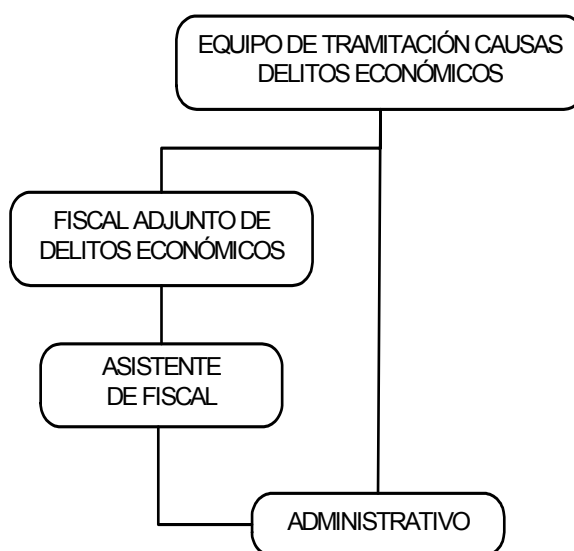 EQUIPO DE TRAMITACIÓN CAUSAS
DELITOS ECONÓMICOS
FISCAL ADJUNTO DE
DELITOS ECONÓMICOS
ASISTENTE
DE FISCAL
ADMINISTRATIVO